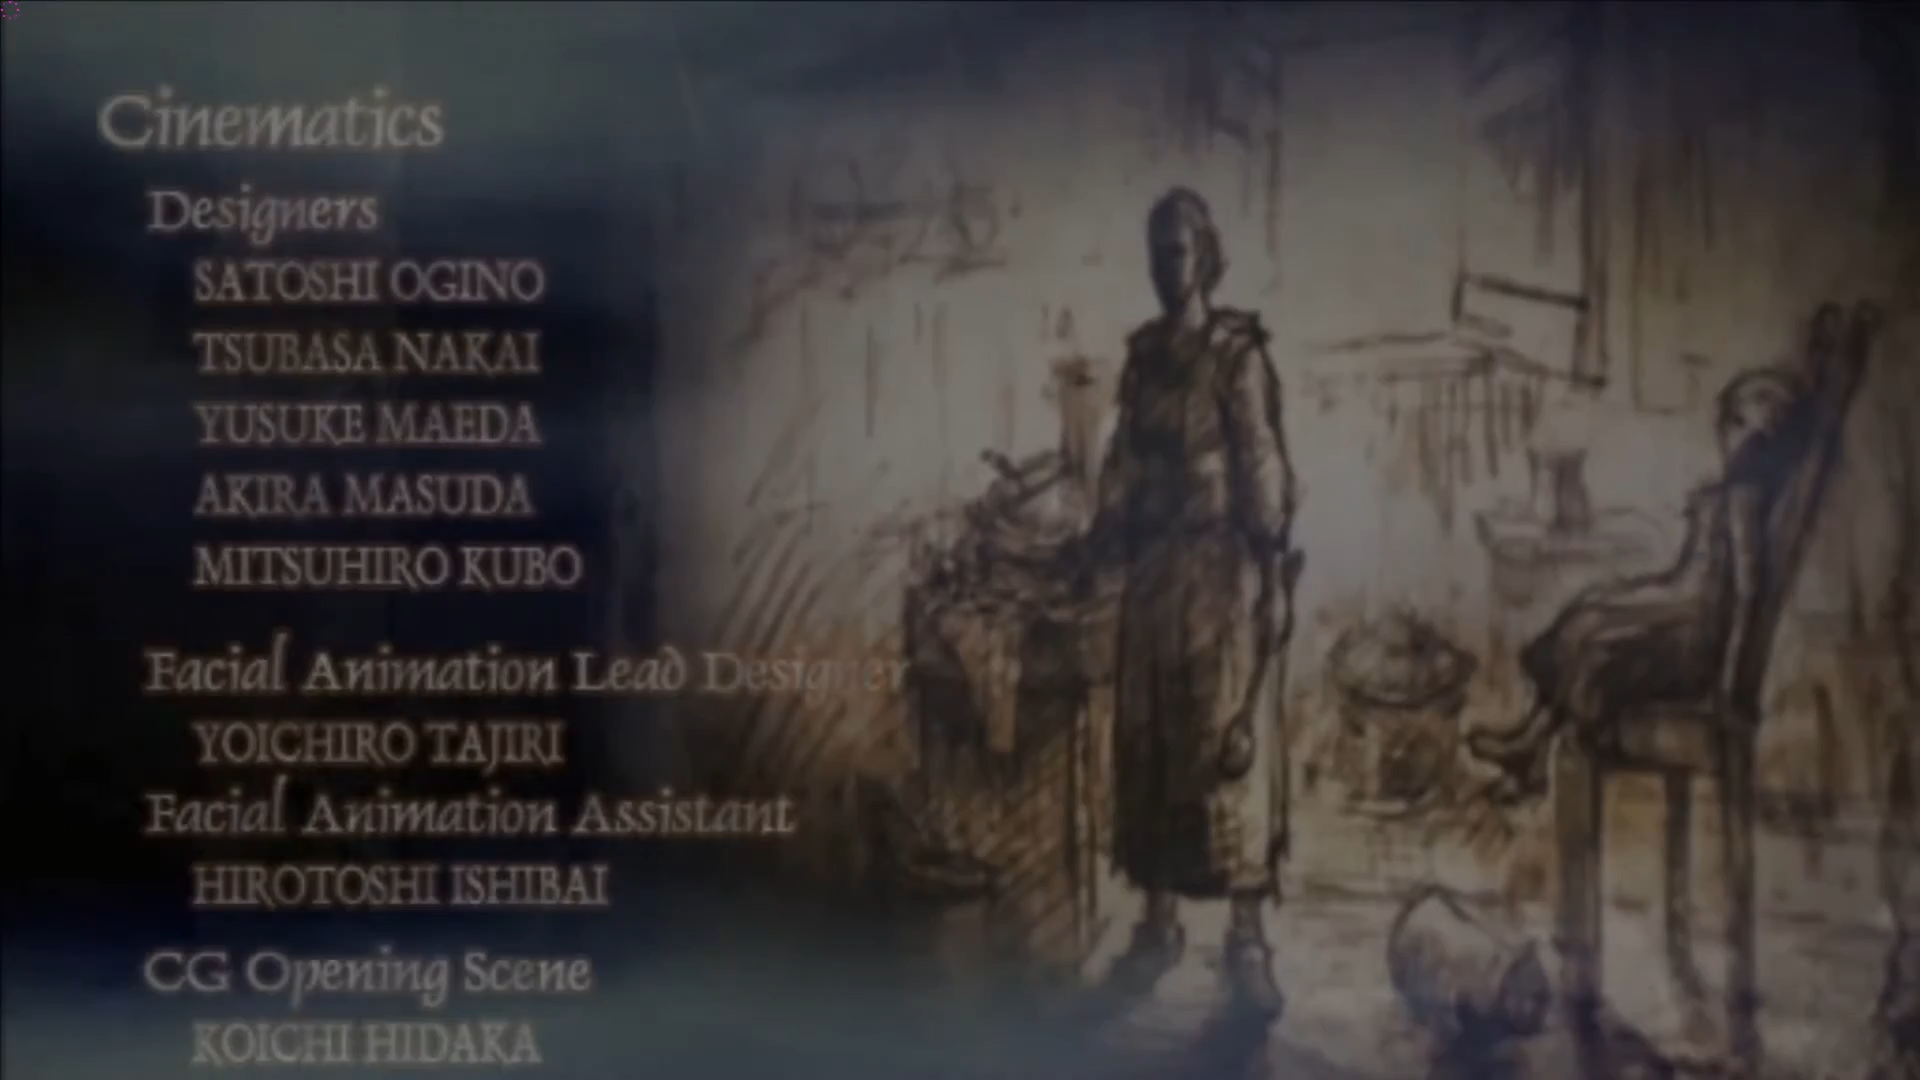 Cinematics
Designers
SATOSHI OGINO
TSUBASA NAKAI
YUSUKE MAEDA
AKIRA MASUDA
MITSUHIRO KUBO
Facial Animation Lead Designer
YOICHIRO TAJIRI
Facial Animation Assistant
HIROTOSHI ISHIBAI
CG Opening Scene
KOICHI HIDAKA